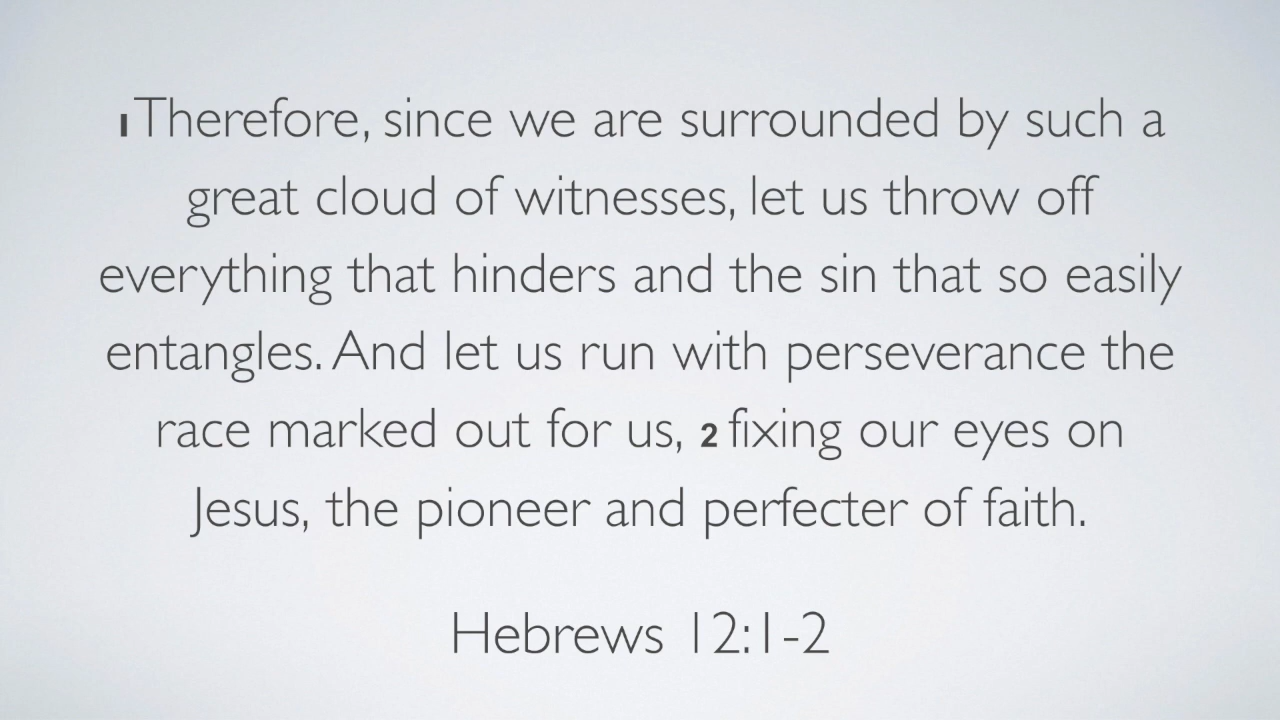 1 Therefore, since we are surrounded by such a
great cloud of witnesses, let us throw off
everything that hinders and the sin that so easily
entangles. And let us run with perseverance the
race marked out for us, 2 fixing our eyes on
Jesus, the pioneer and perfecter of faith.
Hebrews 12:1-2